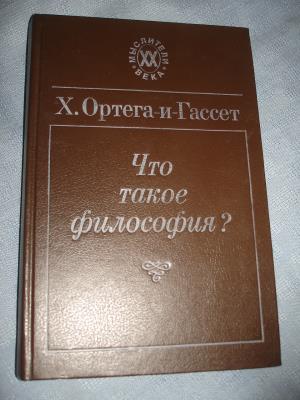 МЫСЛИТЕЛИ
XX
ВЕКА
Х. Ортега-и-Гассет
Что
такое
философия?